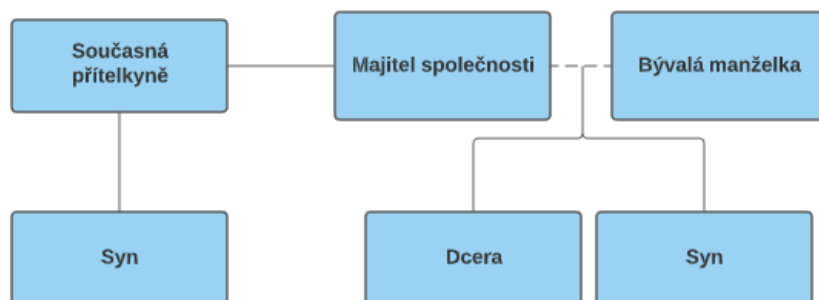 Současná
přítelkyně
Majitel společnosti
Bývalá manželka
Syn
Dcera
Syn